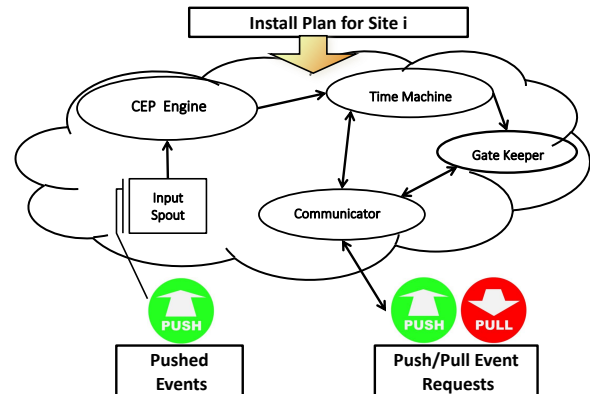 Install Plan for Site i
CEP Engine
Time Machine
Gate Keeper
Input
Spout
Communicator
PUSH
PUSH
PULL
Pushed
Events
Push/Pull Event
Requests